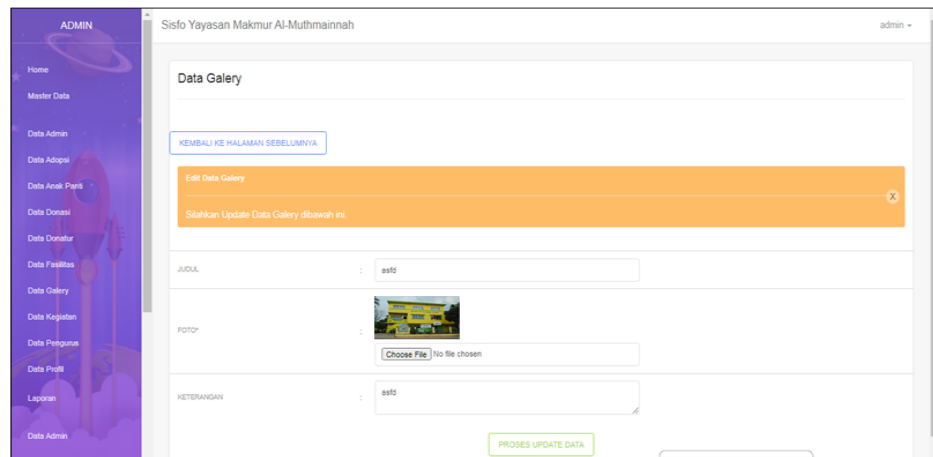 ADMIN
Sisfo Yayasan Makmur Al-Muthmainnah
admin
Home
Master Data
Data Admin
Data Adopsi
Data Anak Panti
Data Donasi
Data Donatur
Data Fasilitas
Data Galery
Data Kegiatan
Data Pengurus
Data Profil
Laporan
Data Admin
Data Galery
KEMBALI KE HALAMAN SEBELUMNYA
Edit Data Galery
X
Silahkan Update Data Galery dibawah ini.
JUDUL : asfd
FOTO* :
Choose File No file chosen
KETERANGAN : asfd
PROSES UPDATE DATA